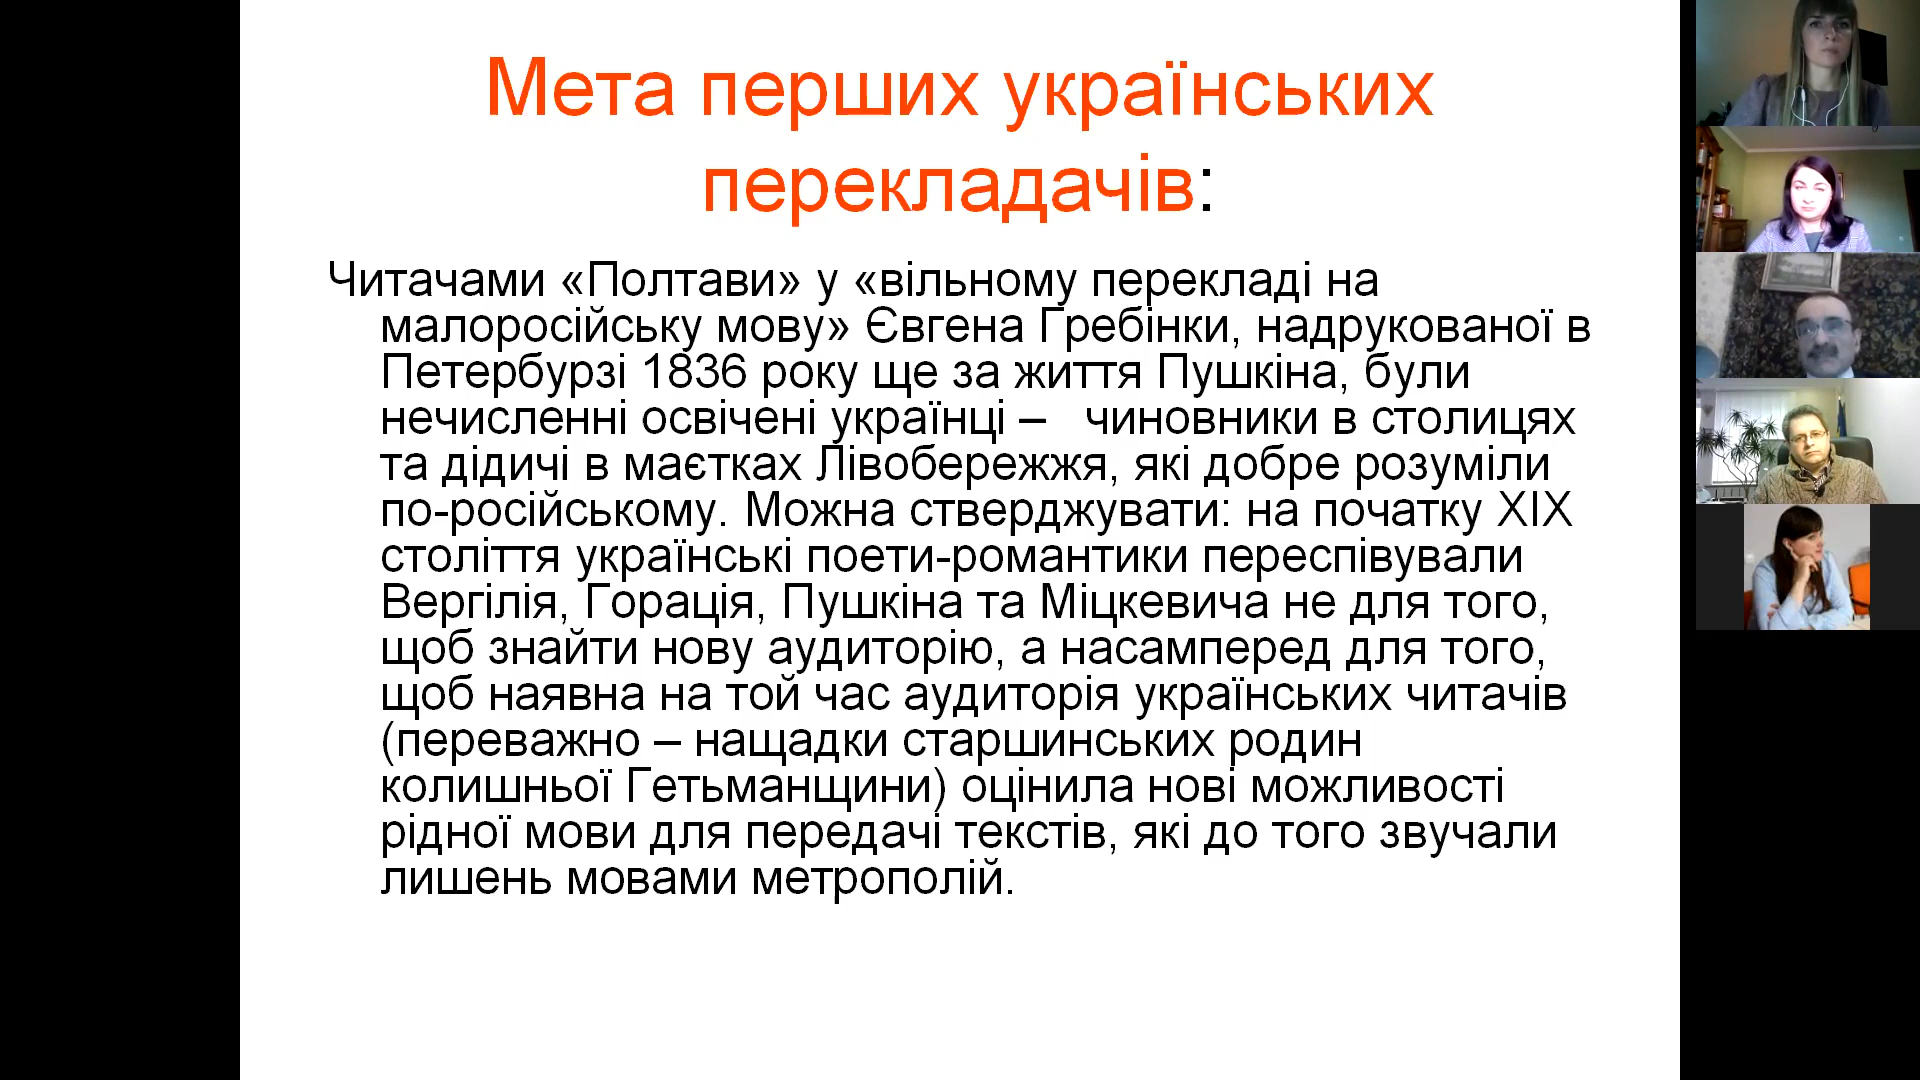 Мета перших українських
перекладачів:
Читачами «Полтави» у «вільному перекладі на
малоросійську мову» Євгена Гребінки, надрукованої в
Петербурзі 1836 року ще за життя Пушкіна, були
нечисленні освічені українці – чиновники в столицях
та дідичі в маєтках Лівобережжя, які добре розуміли
по-російському. Можна стверджувати: на початку ХІХ
століття українські поети-романтики переспівували
Вергілія, Горація, Пушкіна та Міцкевича не для того,
щоб знайти нову аудиторію, а насамперед для того,
щоб наявна на той час аудиторія українських читачів
(переважно – нащадки старшинських родин
колишньої Гетьманщини) оцінила нові можливості
рідної мови для передачі текстів, які до того звучали
лишень мовами метрополій.